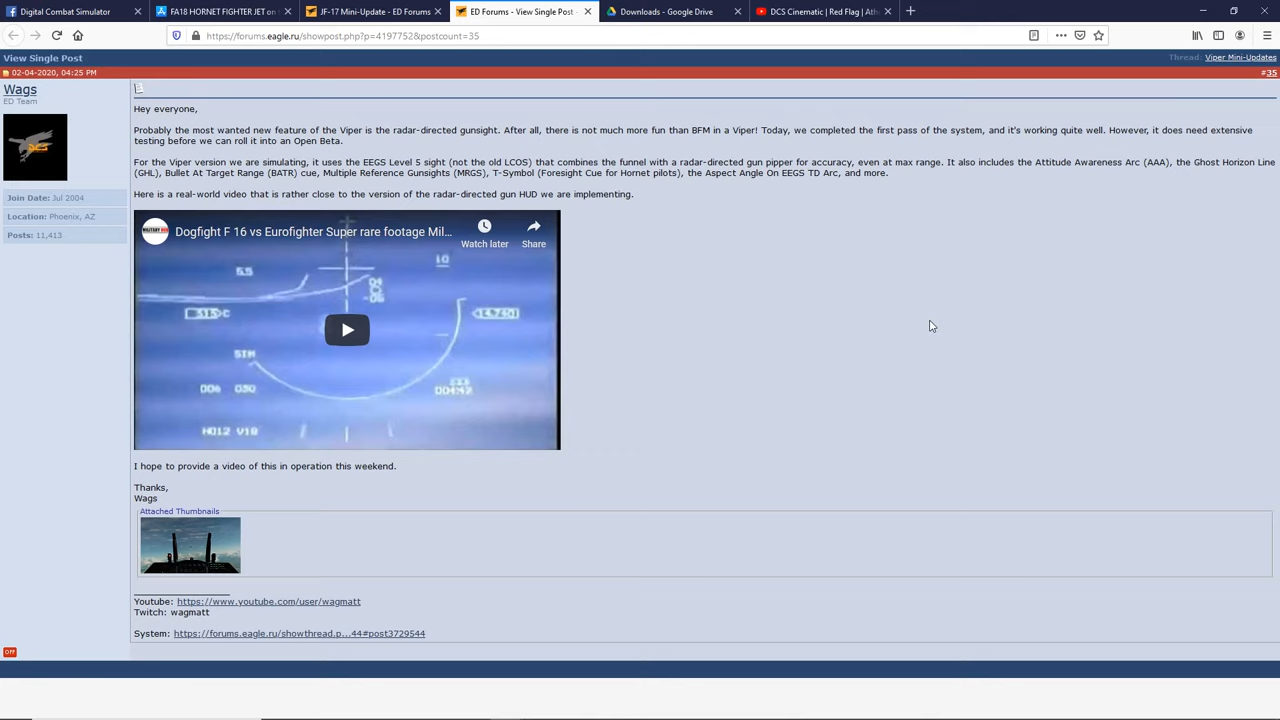 Digital Combat Simulator
FA18 HORNET FIGHTER JET on
JF-17 Mini-Update - ED Forums
ED Forums - View Single Post -
Downloads - Google Drive
DCS Cinematic | Red Flag | Ath
https://forums.eagle.ru/showpost.php?p=4197752&postcount=35
View Single Post
Thread: Viper Mini-Updates
02-04-2020, 04:25 PM
#35
Wags
ED Team
Join Date: Jul 2004
Location: Phoenix, AZ
Posts: 11,413
Hey everyone,
Probably the most wanted new feature of the Viper is the radar-directed gunsight. After all, there is not much more fun than BFM in a Viper! Today, we completed the first pass of the system, and it's working quite well. However, it does need extensive
testing before we can roll it into an Open Beta.
For the Viper version we are simulating, it uses the EEGS Level 5 sight (not the old LCOS) that combines the funnel with a radar-directed gun pipper for accuracy, even at max range. It also includes the Attitude Awareness Arc (AAA), the Ghost Horizon Line
(GHL), Bullet At Target Range (BATR) cue, Multiple Reference Gunsights (MRGS), T-Symbol (Foresight Cue for Hornet pilots), the Aspect Angle On EEGS TD Arc, and more.
Here is a real-world video that is rather close to the version of the radar-directed gun HUD we are implementing.
Dogfight F 16 vs Eurofighter Super rare footage Mil...
Watch later
Share
5.5
10
315
C
14,740
STM
006 030
I hope to provide a video of this in operation this weekend.
Thanks,
Wags
Attached Thumbnails
Youtube: https://www.youtube.com/user/wagmatt
Twitch: wagmatt
System: https://forums.eagle.ru/showthread.p...44#post3729544
Off